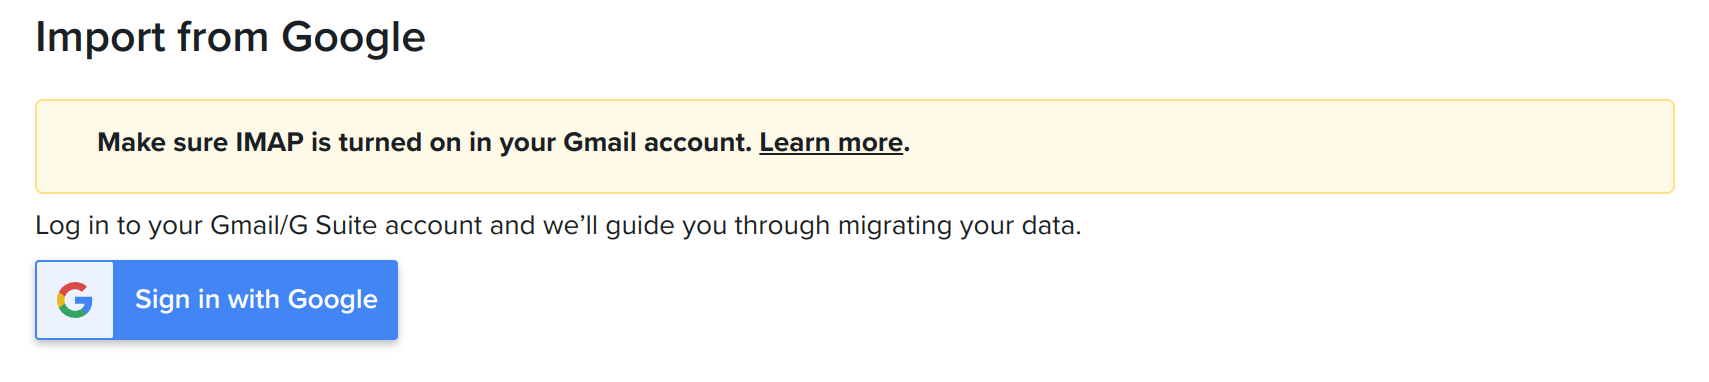 Import from Google
Make sure IMAP is turned on in your Gmail account. Learn more.
Log in to your Gmail/G Suite account and we’ll guide you through migrating your data.
Sign in with Google